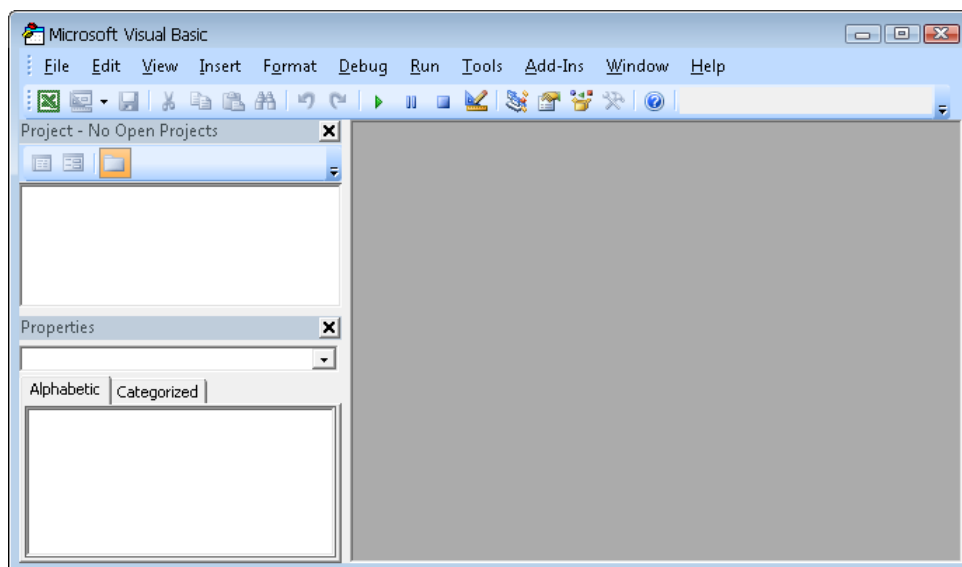 Microsoft Visual Basic
File Edit View Insert Format Debug Run Tools Add-Ins Window Help
Project - No Open Projects
Properties
Alphabetic Categorized